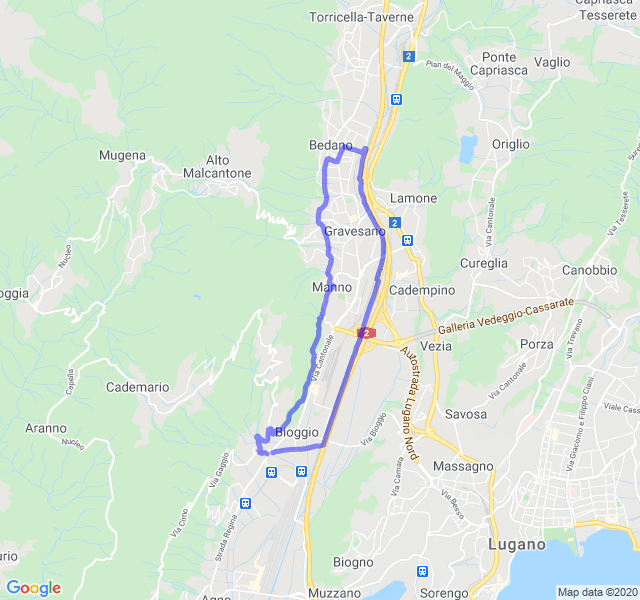 Torricella-Taverne
Capriasca
Tesserete
2
Ponte
Capriasca
Vaglio
Pian del Maggio
Bedano
Origlio
Mugena
Alto
Malcantone
Lamone
Via Tesserete
Via Cantonale
2
Gravesano
Nucleo
Cureglia
Canobbio
Manno
Cadempino
oggia
Galleria Vedeggio-Cassarate
2
Via Trevano
Vezia
Porza
Via Cantonale
Autostrada Lugano Nord
Capella
Cademario
Via Cantonale
Via Giacomo e Filippo Ciani
Viale Cass
Aranno
Nucleo
Bioggio
Via Bioggio
Savosa
Massagno
Via Gaggio
Via Camara
Via Besso
Via Cimo
Strada Regina
Lugano
urio
Biogno
Agno
Muzzano
Sorengo
Google
Map data ©2020